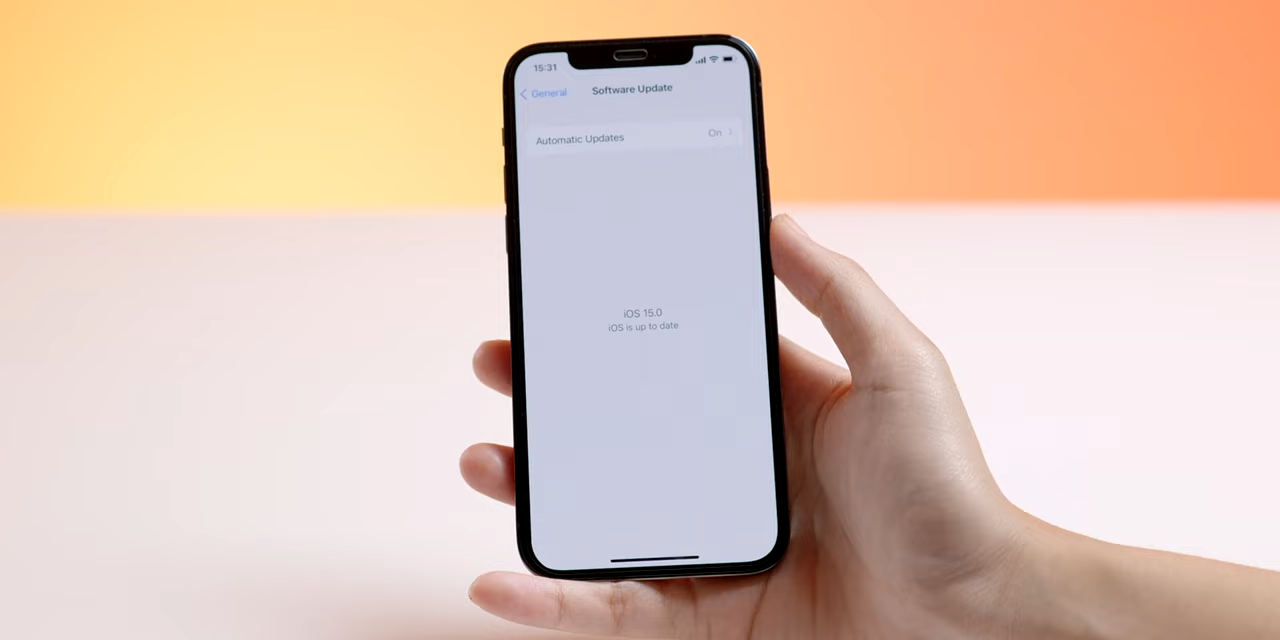 15:31
General
Software Update
Automatic Updates On
iOS 15.0
iOS is up to date